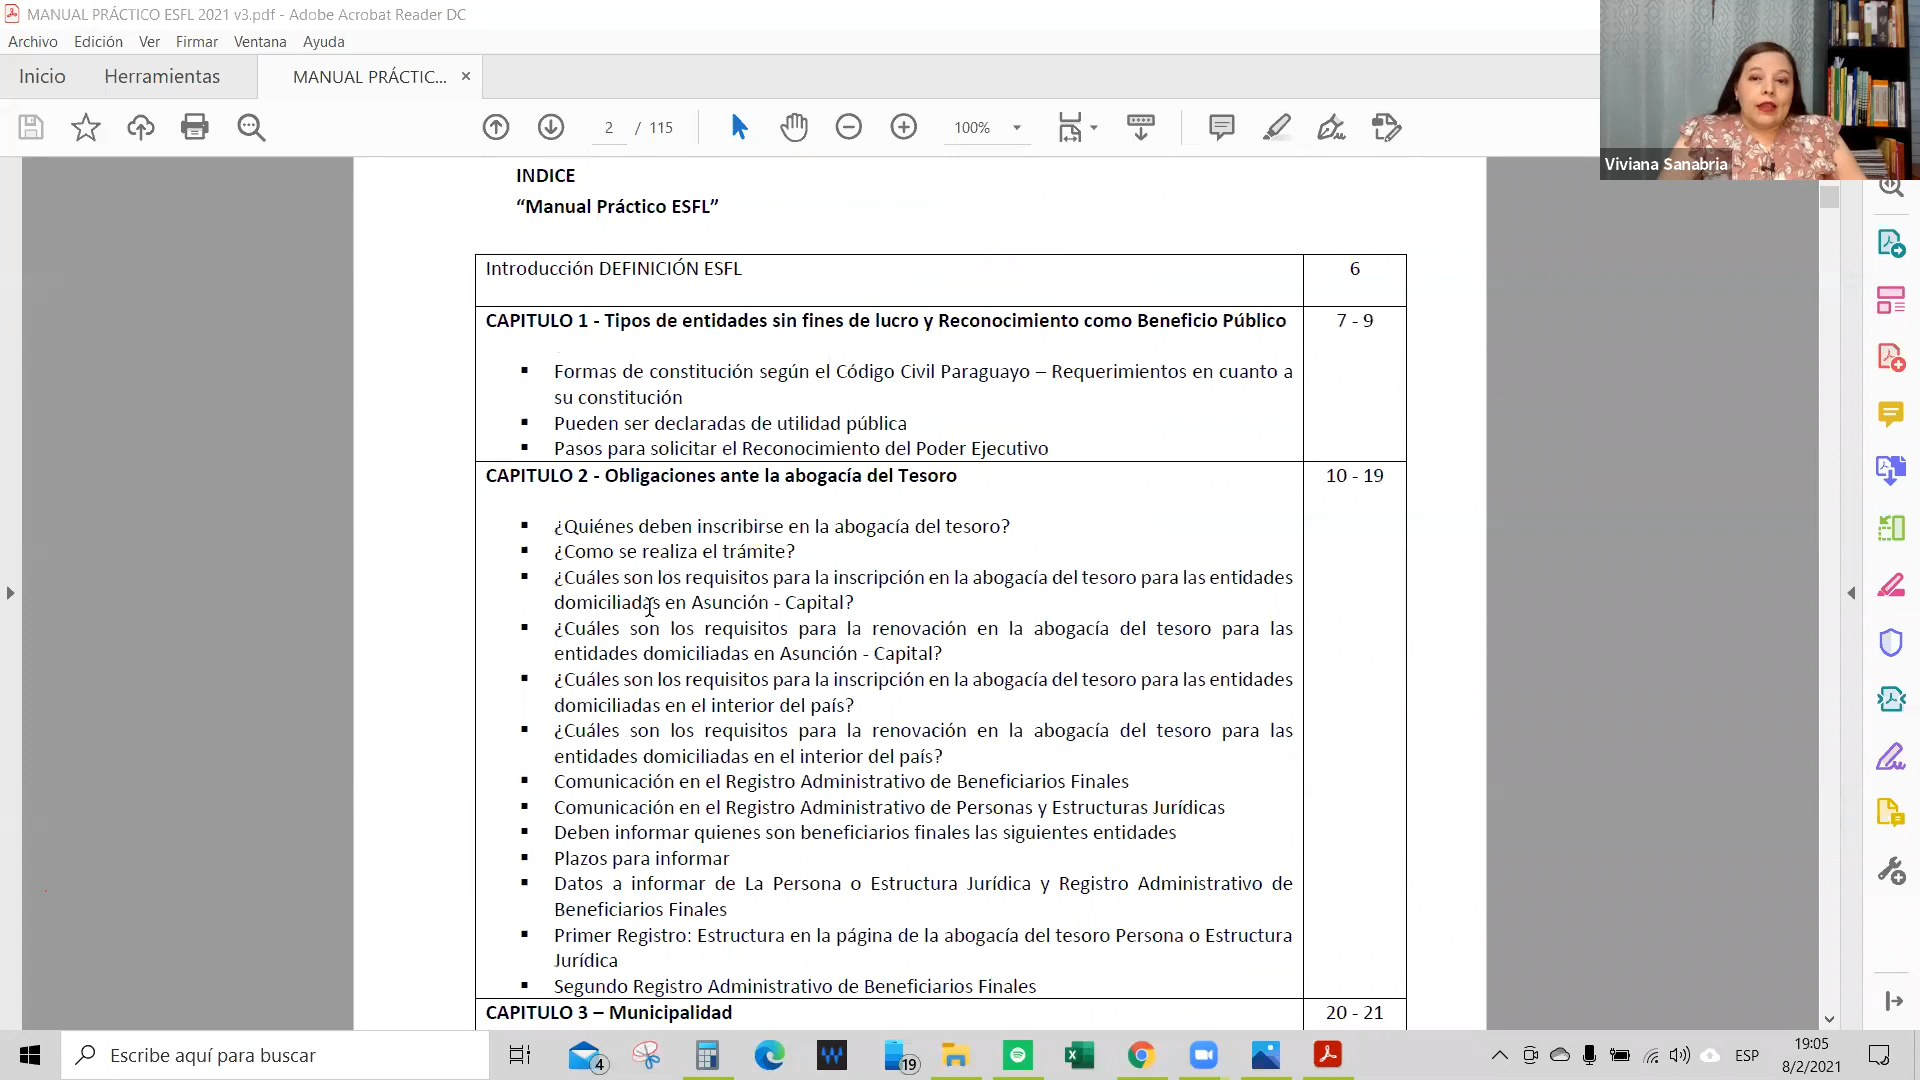 MANUAL PRÁCTICO ESFL 2021 v3.pdf - Adobe Acrobat Reader DC
Archivo Edición Ver Firmar Ventana Ayuda
Inicio Herramientas MANUAL PRÁCTIC... ×
2 / 115 100%
Viviana Sanabria
INDICE
“Manual Práctico ESFL”
Introducción DEFINICIÓN ESFL 6
CAPITULO 1 - Tipos de entidades sin fines de lucro y Reconocimiento como Beneficio Público 7 - 9
▪ Formas de constitución según el Código Civil Paraguayo – Requerimientos en cuanto a
su constitución
▪ Pueden ser declaradas de utilidad pública
▪ Pasos para solicitar el Reconocimiento del Poder Ejecutivo
CAPITULO 2 - Obligaciones ante la abogacía del Tesoro 10 - 19
▪ ¿Quiénes deben inscribirse en la abogacía del tesoro?
▪ ¿Como se realiza el trámite?
▪ ¿Cuáles son los requisitos para la inscripción en la abogacía del tesoro para las entidades
domiciliadas en Asunción - Capital?
▪ ¿Cuáles son los requisitos para la renovación en la abogacía del tesoro para las
entidades domiciliadas en Asunción - Capital?
▪ ¿Cuáles son los requisitos para la inscripción en la abogacía del tesoro para las entidades
domiciliadas en el interior del país?
▪ ¿Cuáles son los requisitos para la renovación en la abogacía del tesoro para las
entidades domiciliadas en el interior del país?
▪ Comunicación en el Registro Administrativo de Beneficiarios Finales
▪ Comunicación en el Registro Administrativo de Personas y Estructuras Jurídicas
▪ Deben informar quienes son beneficiarios finales las siguientes entidades
▪ Plazos para informar
▪ Datos a informar de La Persona o Estructura Jurídica y Registro Administrativo de
Beneficiarios Finales
▪ Primer Registro: Estructura en la página de la abogacía del tesoro Persona o Estructura
Jurídica
▪ Segundo Registro Administrativo de Beneficiarios Finales
CAPITULO 3 – Municipalidad 20 - 21
Escribe aquí para buscar 4 19 ESP 19:05
8/2/2021